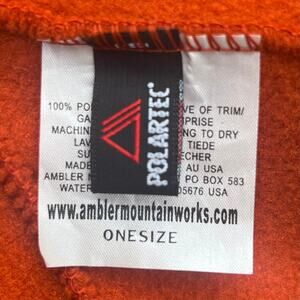 POLARTEC®
100% PO VE OF TRIM/
GA PRISE
MACHIN NG TO DRY
LAV TIEDE
SU ECHER
MADE AU USA
AMBLER M PO BOX 583
WATER 05676 USA
www.amblermountainworks.com
ONESIZE